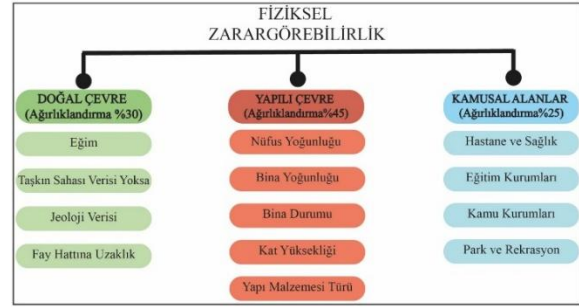 FİZİKSEL
ZARARGÖREBİLİRLİK
DOĞAL ÇEVRE
(Ağırlıklandırma %30)
Eğim
Taşkın Sahası Verisi Yoksa
Jeoloji Verisi
Fay Hattına Uzaklık
YAPILI ÇEVRE
(Ağırlıklandırma%45)
Nüfus Yoğunluğu
Bina Yoğunluğu
Bina Durumu
Kat Yüksekliği
Yapı Malzemesi Türü
KAMUSAL ALANLAR
(Ağırlıklandırma%25)
Hastane ve Sağlık
Eğitim Kurumları
Kamu Kurumları
Park ve Rekrasyon